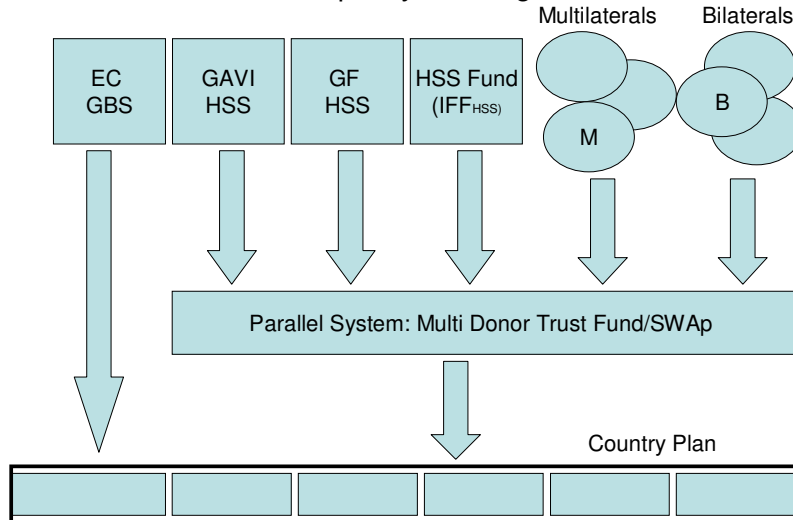 Multilaterals
Bilaterals
EC
GBS
GAVI
HSS
GF
HSS
HSS Fund
(IFFHSS)
M
B
Parallel System: Multi Donor Trust Fund/SWAp
Country Plan